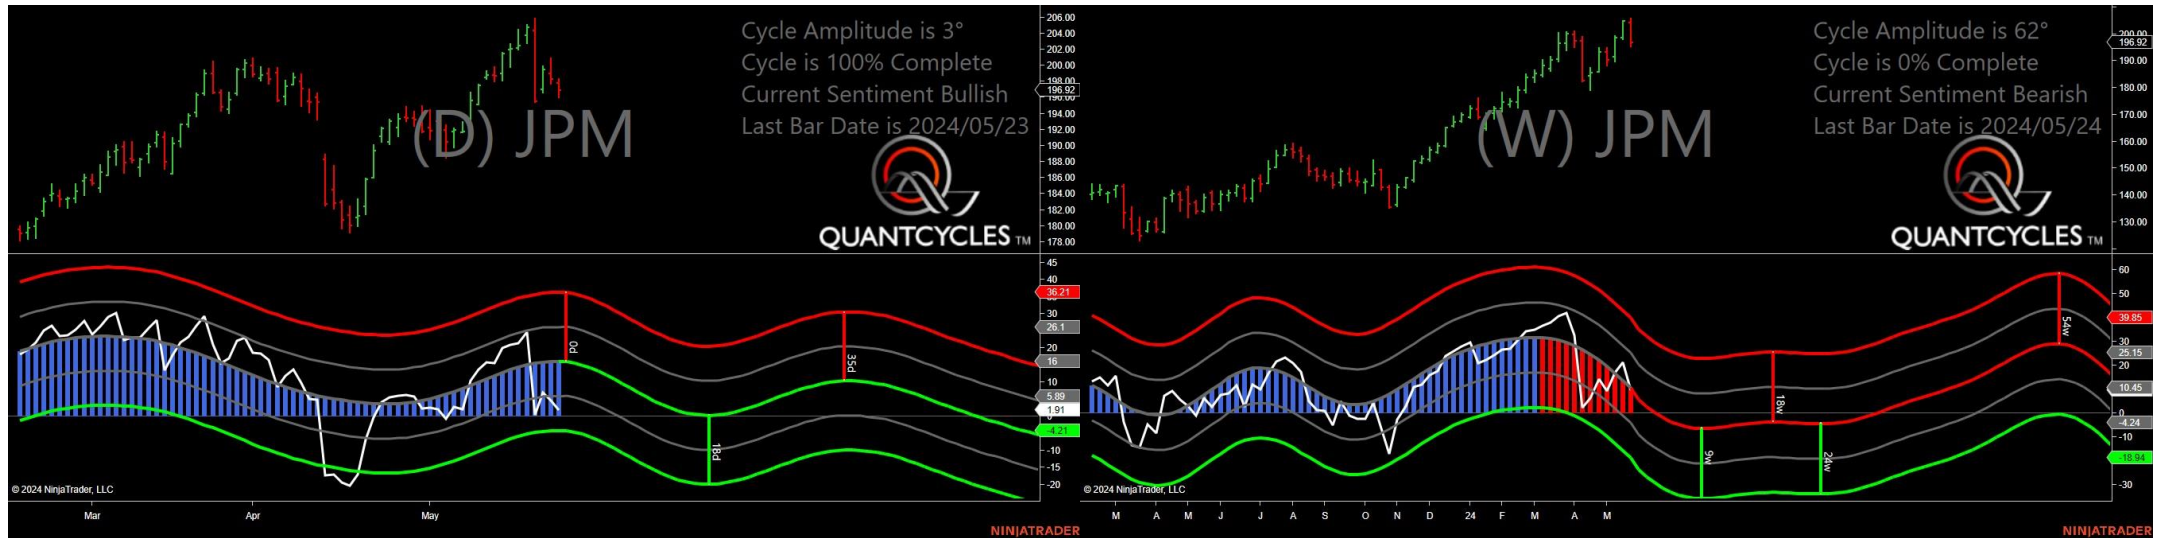 Cycle Amplitude is 3°
Cycle is 100% Complete
Current Sentiment Bullish
Last Bar Date is 2024/05/23
(D) JPM
QUANTCYCLES TM
206.00
204.00
202.00
200.00
198.00
196.92
196.00
194.00
192.00
190.00
188.00
186.00
184.00
182.00
180.00
178.00
45
40
36.21
30
26.1
20
16
10
5.89
1.91
-4.21
-10
-15
-20
0d
18d
35d
© 2024 NinjaTrader, LLC
Mar Apr May
NINJATRADER
Cycle Amplitude is 62°
Cycle is 0% Complete
Current Sentiment Bearish
Last Bar Date is 2024/05/24
(W) JPM
QUANTCYCLES TM
200.00
196.92
190.00
180.00
170.00
160.00
150.00
140.00
130.00
60
50
39.85
30
25.15
20
10.45
0
-4.24
-10
-18.94
-30
9w
18w
24w
54w
© 2024 NinjaTrader, LLC
M A M J J A S O N D 24 F M A M
NINJATRADER